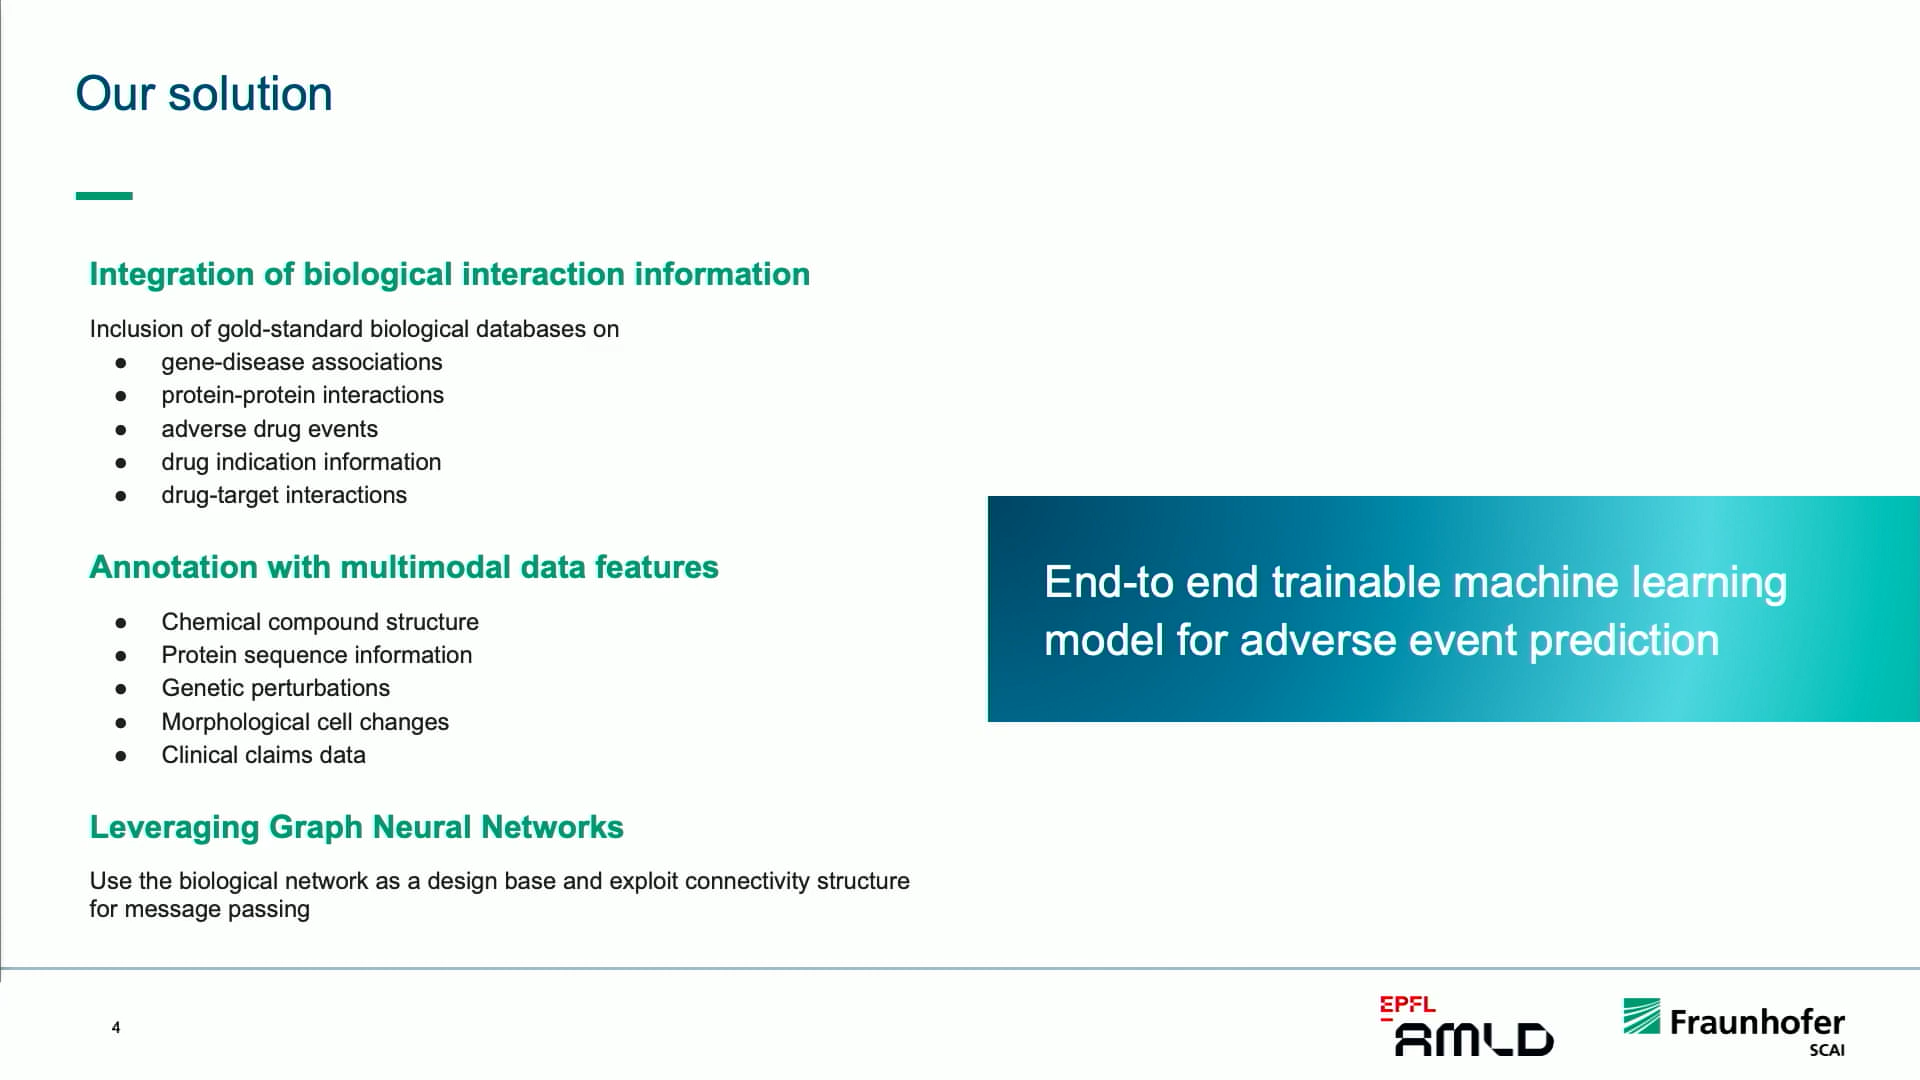 Our solution
Integration of biological interaction information
Inclusion of gold-standard biological databases on
● gene-disease associations
● protein-protein interactions
● adverse drug events
● drug indication information
● drug-target interactions
Annotation with multimodal data features
● Chemical compound structure
● Protein sequence information
● Genetic perturbations
● Morphological cell changes
● Clinical claims data
Leveraging Graph Neural Networks
Use the biological network as a design base and exploit connectivity structure
for message passing
End-to end trainable machine learning
model for adverse event prediction
4
EPFL
AMLD
Fraunhofer
SCAI